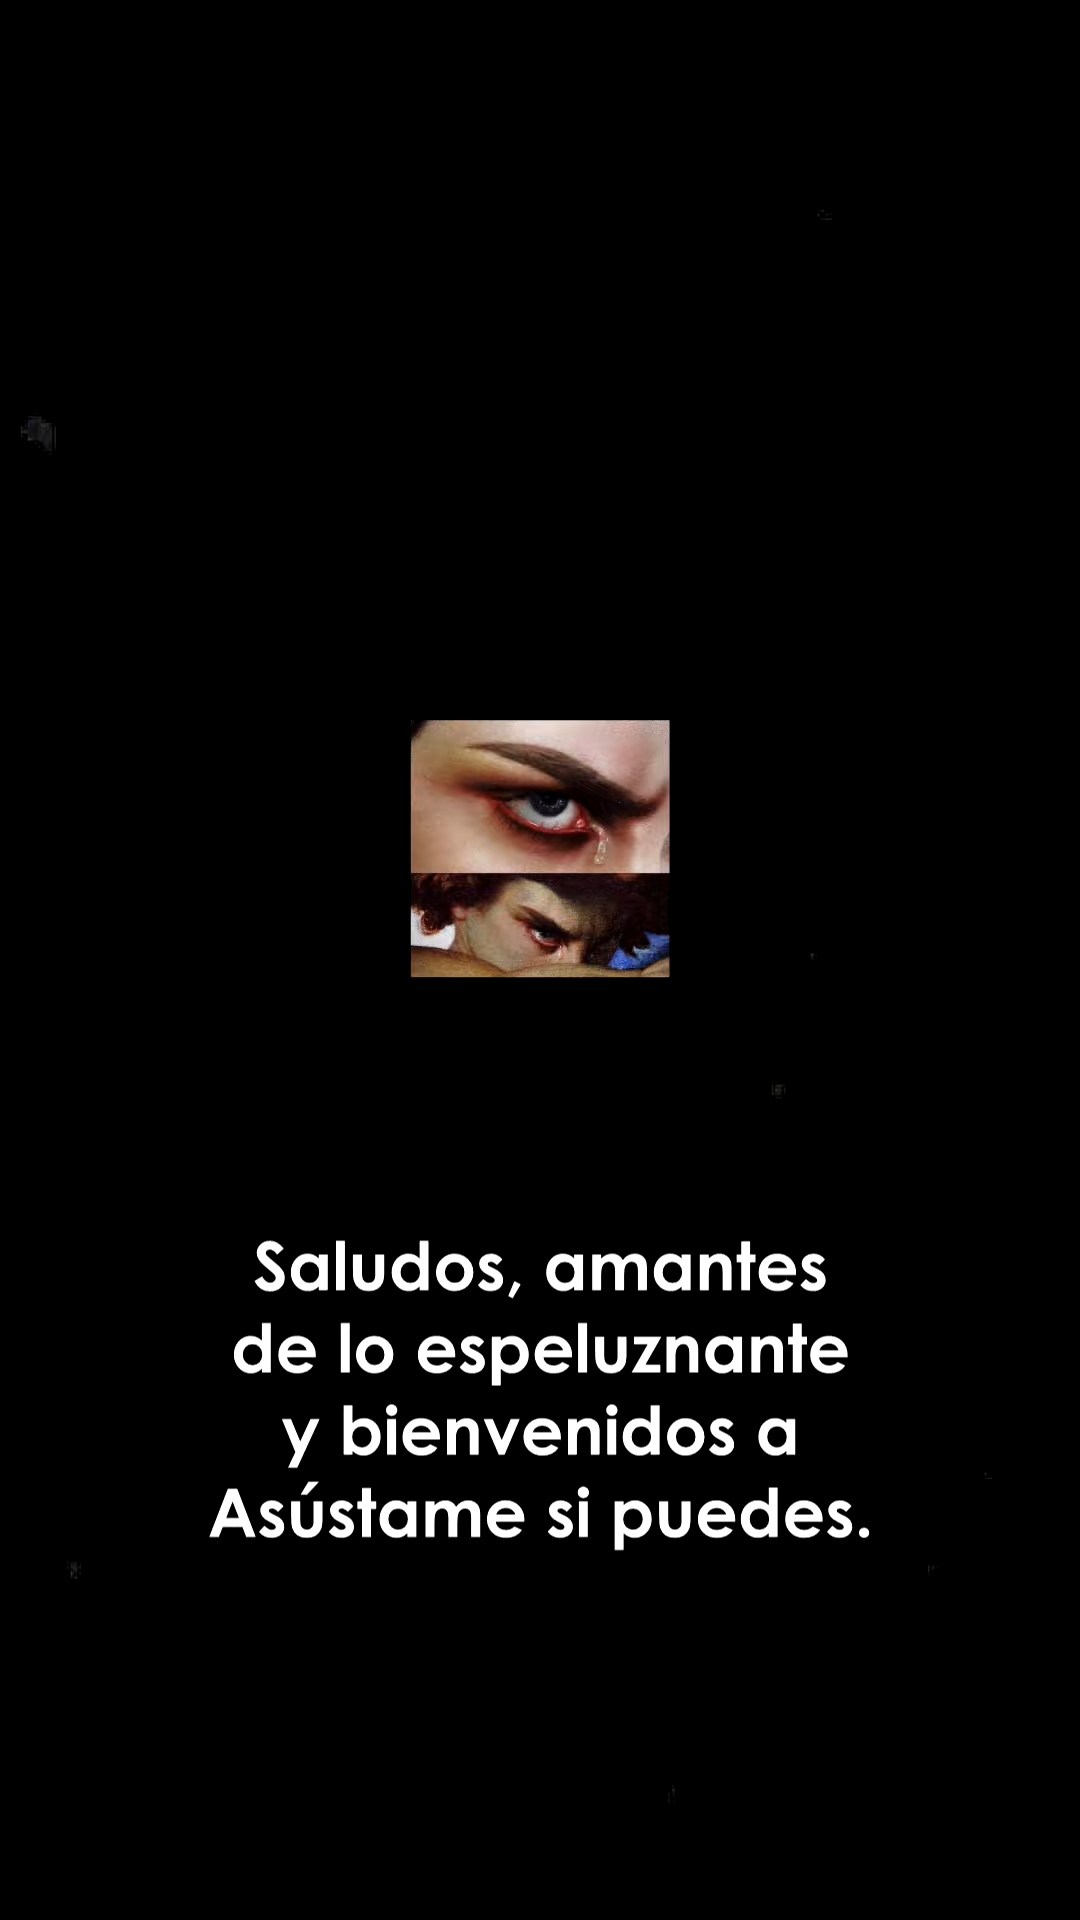 Saludos, amantes
de lo espeluznante
y bienvenidos a
Asústame si puedes.